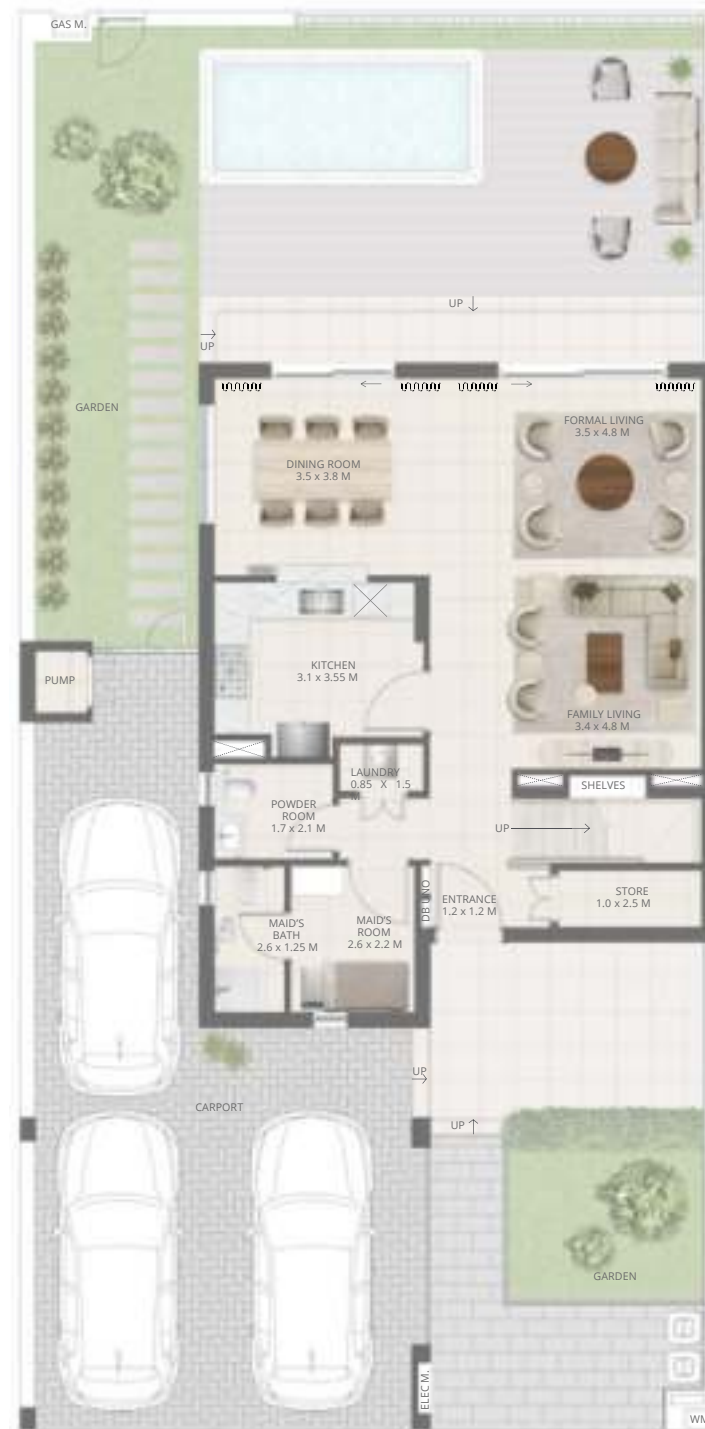 GAS M.
UP
UP
GARDEN
FORMAL LIVING
3.5 x 4.8 M
DINING ROOM
3.5 x 3.8 M
KITCHEN
3.1 x 3.55 M
PUMP
FAMILY LIVING
3.4 x 4.8 M
LAUNDRY
0.85 X 1.5
M
SHELVES
POWDER
ROOM
1.7 x 2.1 M
UP
DB UNO
ENTRANCE
1.2 x 1.2 M
STORE
1.0 x 2.5 M
MAID'S
BATH
2.6 x 1.25 M
MAID'S
ROOM
2.6 x 2.2 M
UP
CARPORT
UP
GARDEN
ELEC M.
WM